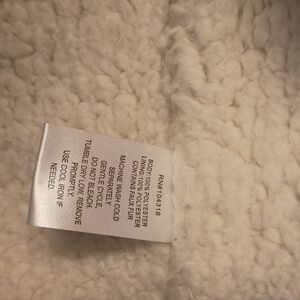 RN#104318
BODY:100% POLYESTER
LINING:100% POLYESTER
CONTAINS FAUX FUR
MACHINE WASH COLD
SEPARATELY
GENTLE CYCLE,
DO NOT BLEACH.
TUMBLE DRY LOW, REMOVE
PROMPTLY.
USE COOL IRON IF
NEEDED.